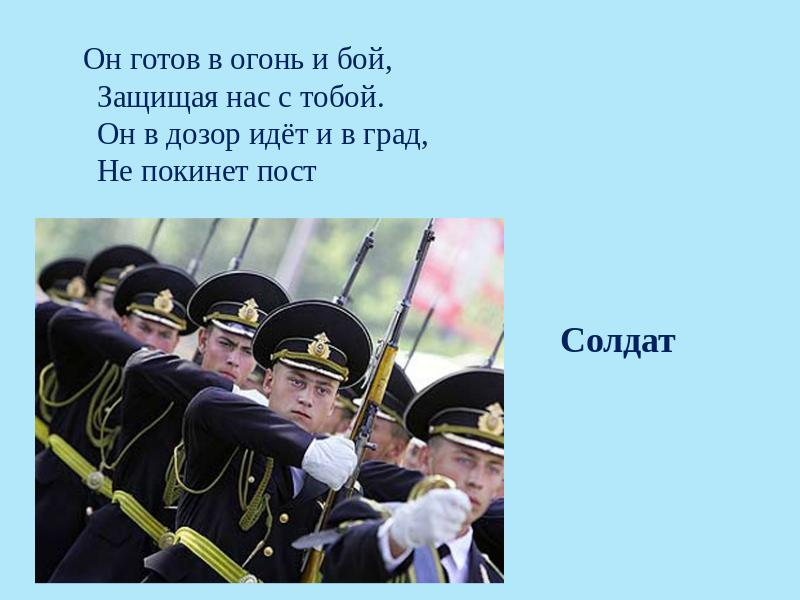 Он готов в огонь и бой,
Защищая нас с тобой.
Он в дозор идёт и в град,
Не покинет пост
Солдат